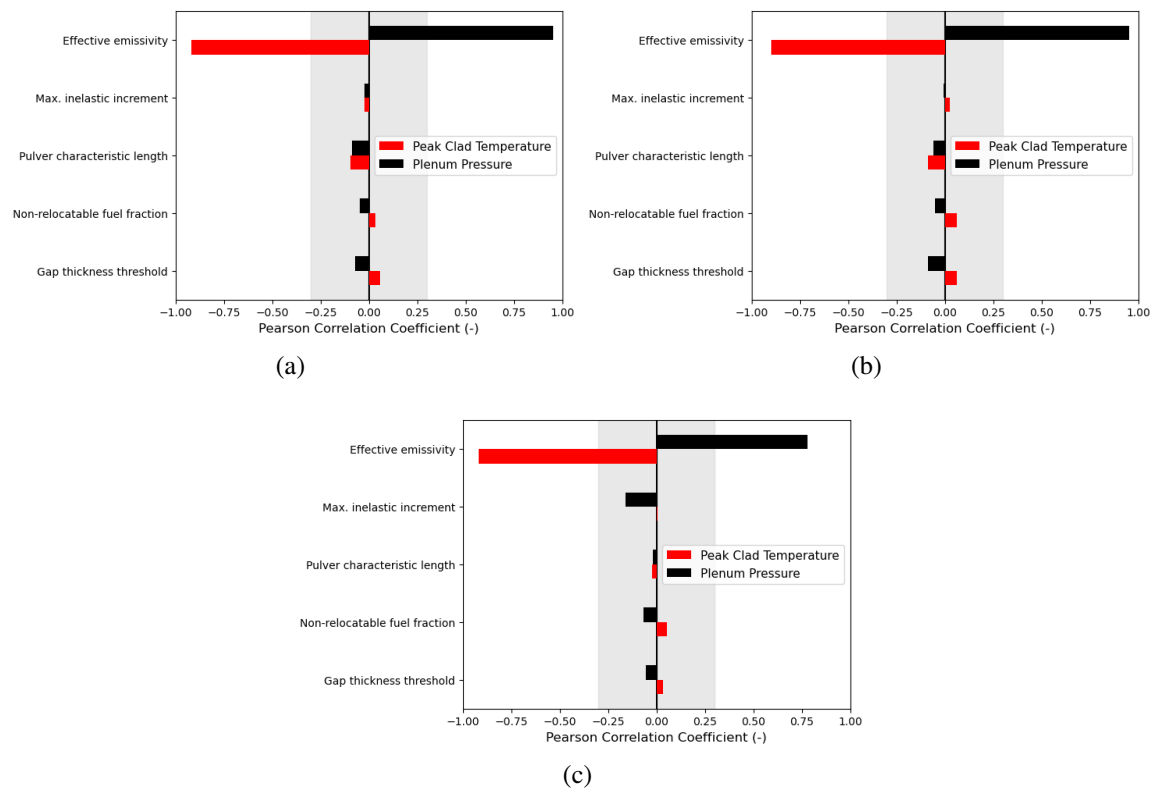 Effective emissivity
Max. inelastic increment
Pulver characteristic length
Non-relocatable fuel fraction
Gap thickness threshold
Peak Clad Temperature
Plenum Pressure
−1.00 −0.75 −0.50 −0.25 0.00 0.25 0.50 0.75 1.00
Pearson Correlation Coefficient (-)
(a)
Effective emissivity
Max. inelastic increment
Pulver characteristic length
Non-relocatable fuel fraction
Gap thickness threshold
Peak Clad Temperature
Plenum Pressure
−1.00 −0.75 −0.50 −0.25 0.00 0.25 0.50 0.75 1.00
Pearson Correlation Coefficient (-)
(b)
Effective emissivity
Max. inelastic increment
Pulver characteristic length
Non-relocatable fuel fraction
Gap thickness threshold
Peak Clad Temperature
Plenum Pressure
−1.00 −0.75 −0.50 −0.25 0.00 0.25 0.50 0.75 1.00
Pearson Correlation Coefficient (-)
(c)